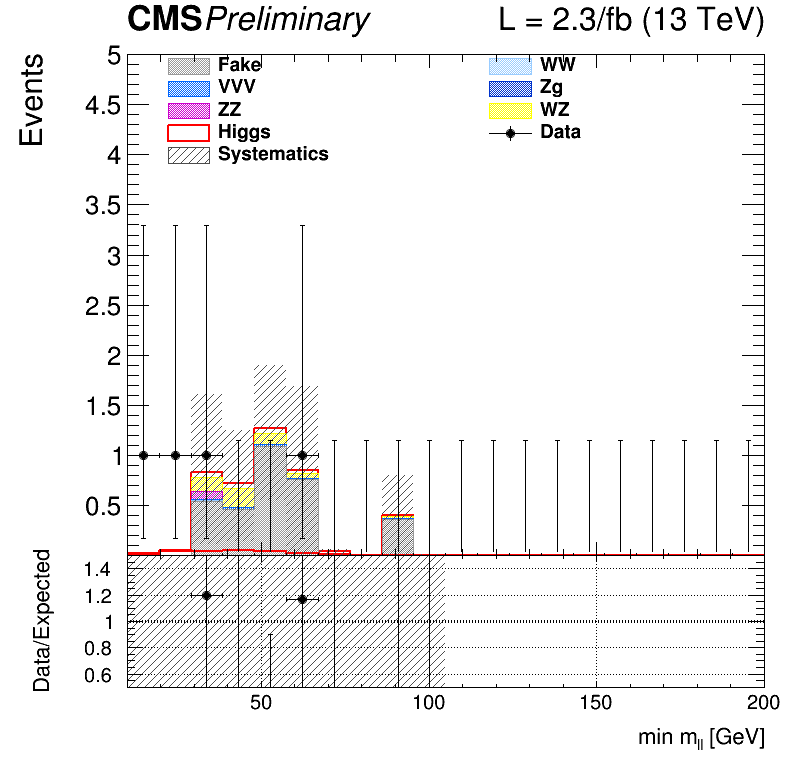 CMS Preliminary L = 2.3/fb (13 TeV)
Events
5
4.5
4
3.5
3
2.5
2
1.5
1
0.5
Fake WW
VVV Zg
ZZ WZ
Higgs Data
Systematics
Data/Expected
1.4
1.2
1
0.8
0.6
50 100 150 200
min m_ll [GeV]